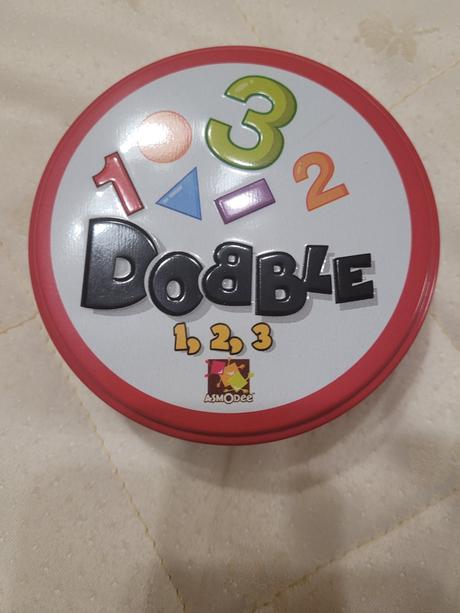 3
1 2
DOBBLE
1, 2, 3
ASMODEE